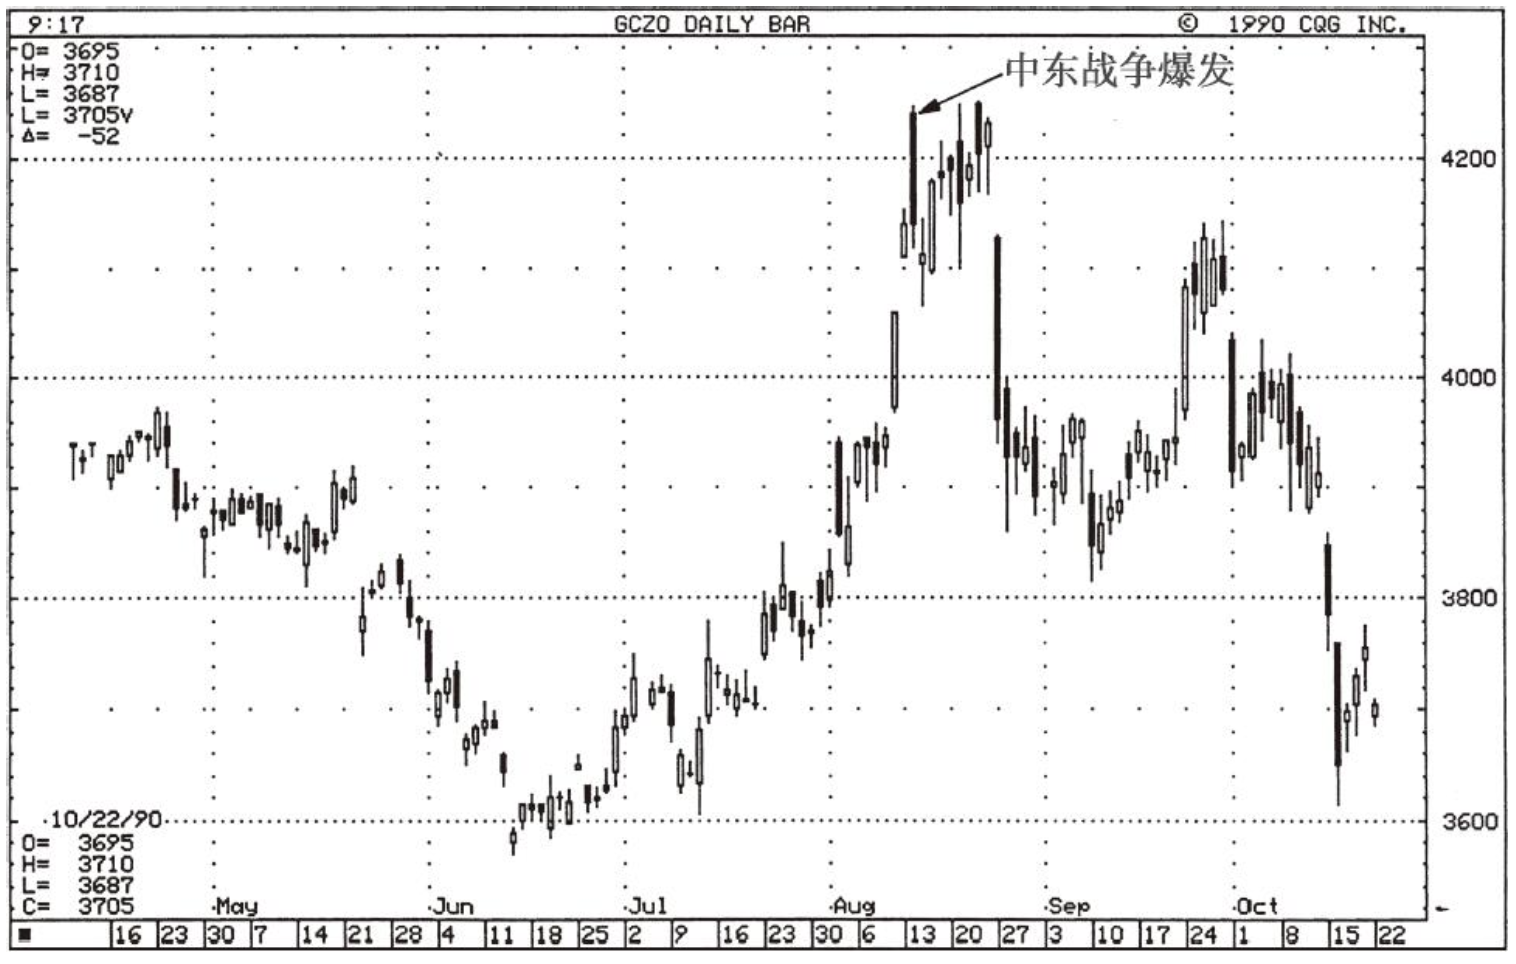 9:17 GCZO DAILY BAR © 1990 CQG INC.
O= 3695
H= 3710
L= 3687
L= 3705v
Δ= -52
中东战争爆发
4200
4000
3800
3600
10/22/90
O= 3695
H= 3710
L= 3687
C= 3705
May Jun Jul Aug Sep Oct
16 23 30 7 14 21 28 4 11 18 25 2 9 16 23 30 6 13 20 27 3 10 17 24 1 8 15 22